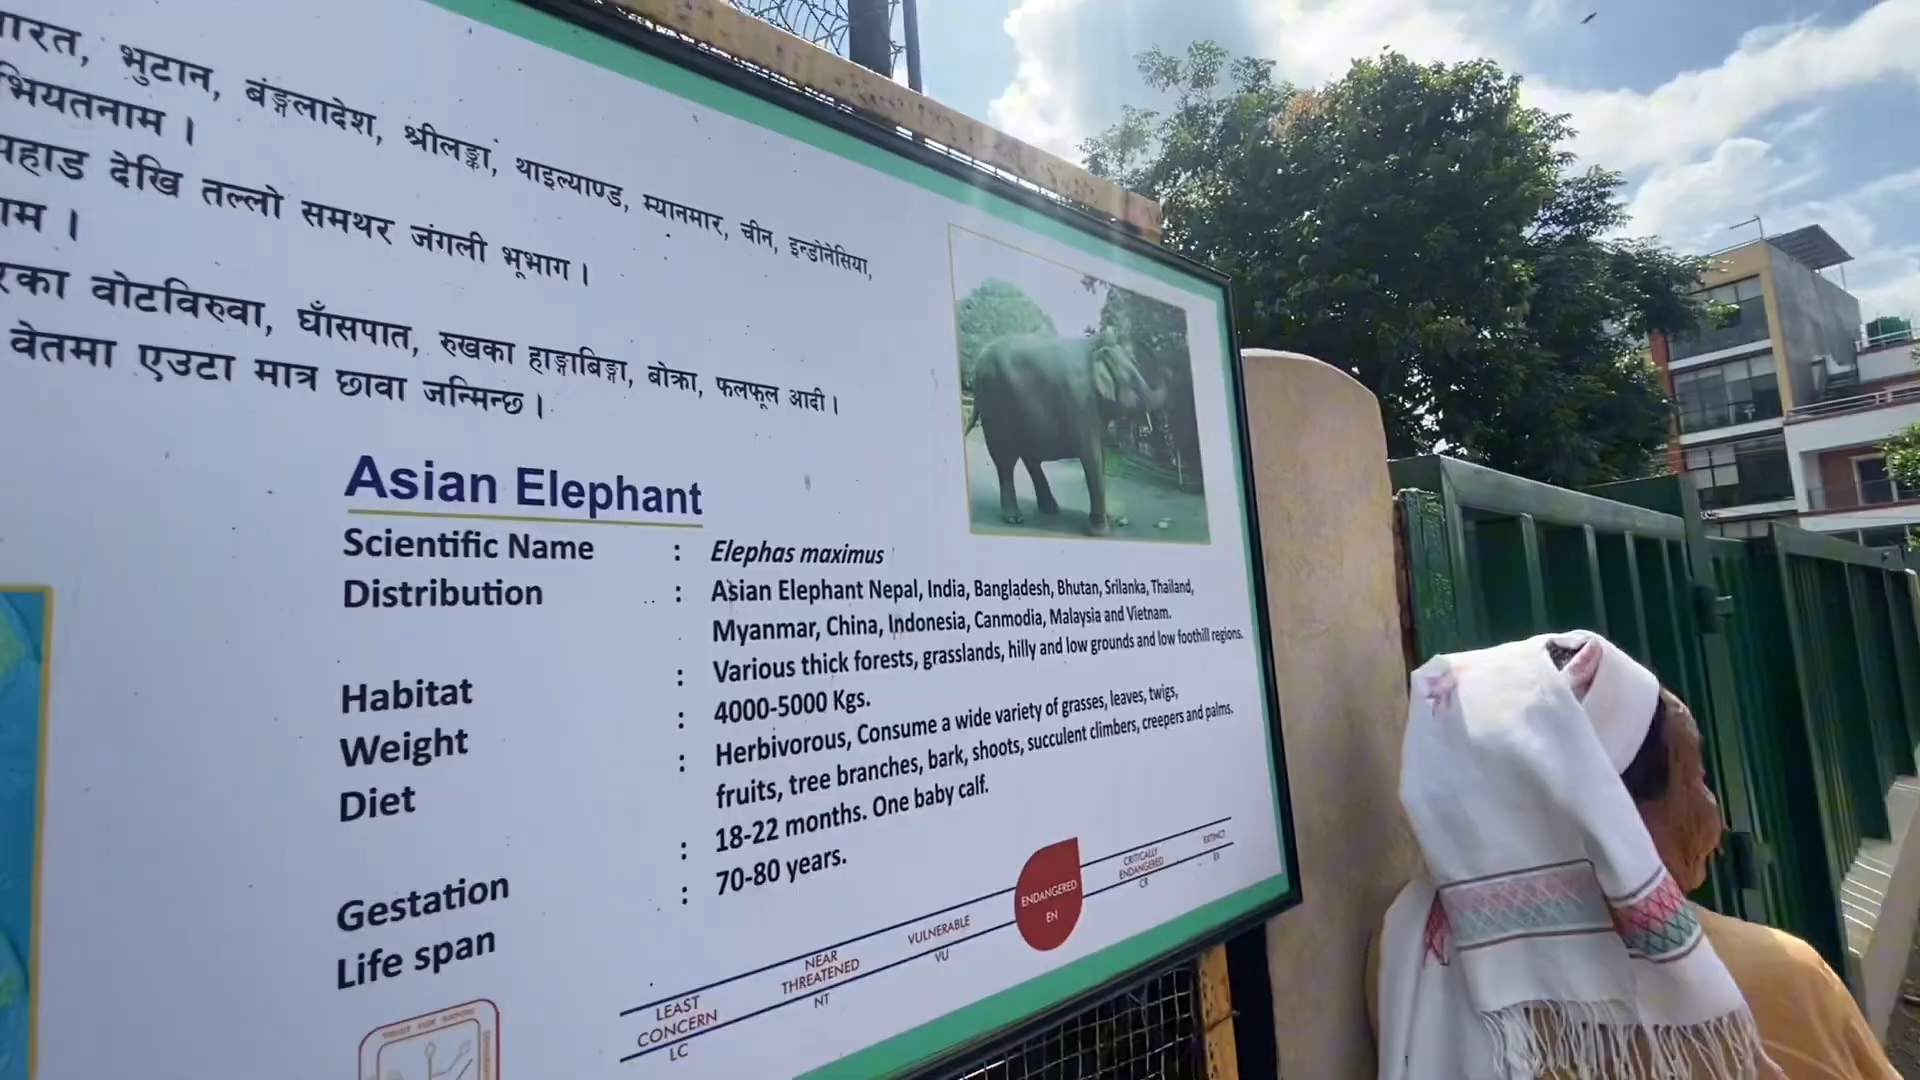 भुटान, बंङ्गलादेश, श्रीलङ्का, थाइल्याण्ड, म्यानमार, चीन, इन्डोनेसिया,
भियतनाम ।
पहाड देखि तल्लो समथर जंगली भूभाग ।
वोटविरुवा, घाँसपात, रुखका हाङ्गाबिङ्गा, बोक्रा, फलफूल आदी ।
वेतमा एउटा मात्र छावा जन्मिन्छ ।
Asian Elephant
Scientific Name : Elephas maximus
Distribution : Asian Elephant Nepal, India, Bangladesh, Bhutan, Srilanka, Thailand,
Myanmar, China, Indonesia, Canmodia, Malaysia and Vietnam.
Habitat : Various thick forests, grasslands, hilly and low grounds and low foothill regions.
Weight : 4000-5000 Kgs.
Diet : Herbivorous, Consume a wide variety of grasses, leaves, twigs,
fruits, tree branches, bark, shoots, succulent climbers, creepers and palms.
Gestation : 18-22 months. One baby calf.
Life span : 70-80 years.
LEAST
CONCERN
LC
NEAR
THREATENED
NT
VULNERABLE
VU
ENDANGERED
EN
CRITICALLY
ENDANGERED
CR
EXTINCT
EX